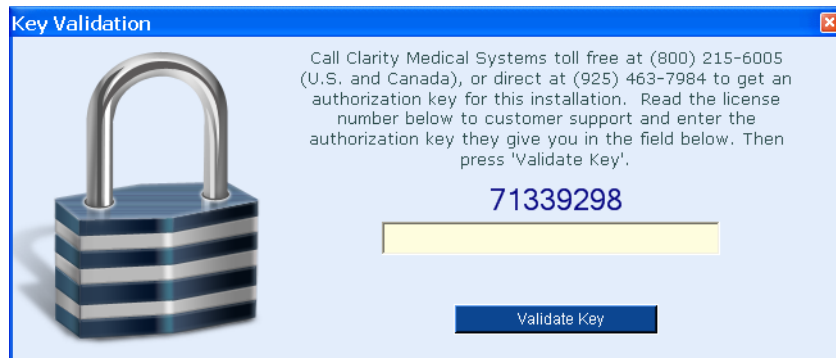 Key Validation
Call Clarity Medical Systems toll free at (800) 215-6005
(U.S. and Canada), or direct at (925) 463-7984 to get an
authorization key for this installation. Read the license
number below to customer support and enter the
authorization key they give you in the field below. Then
press 'Validate Key'.
71339298
Validate Key